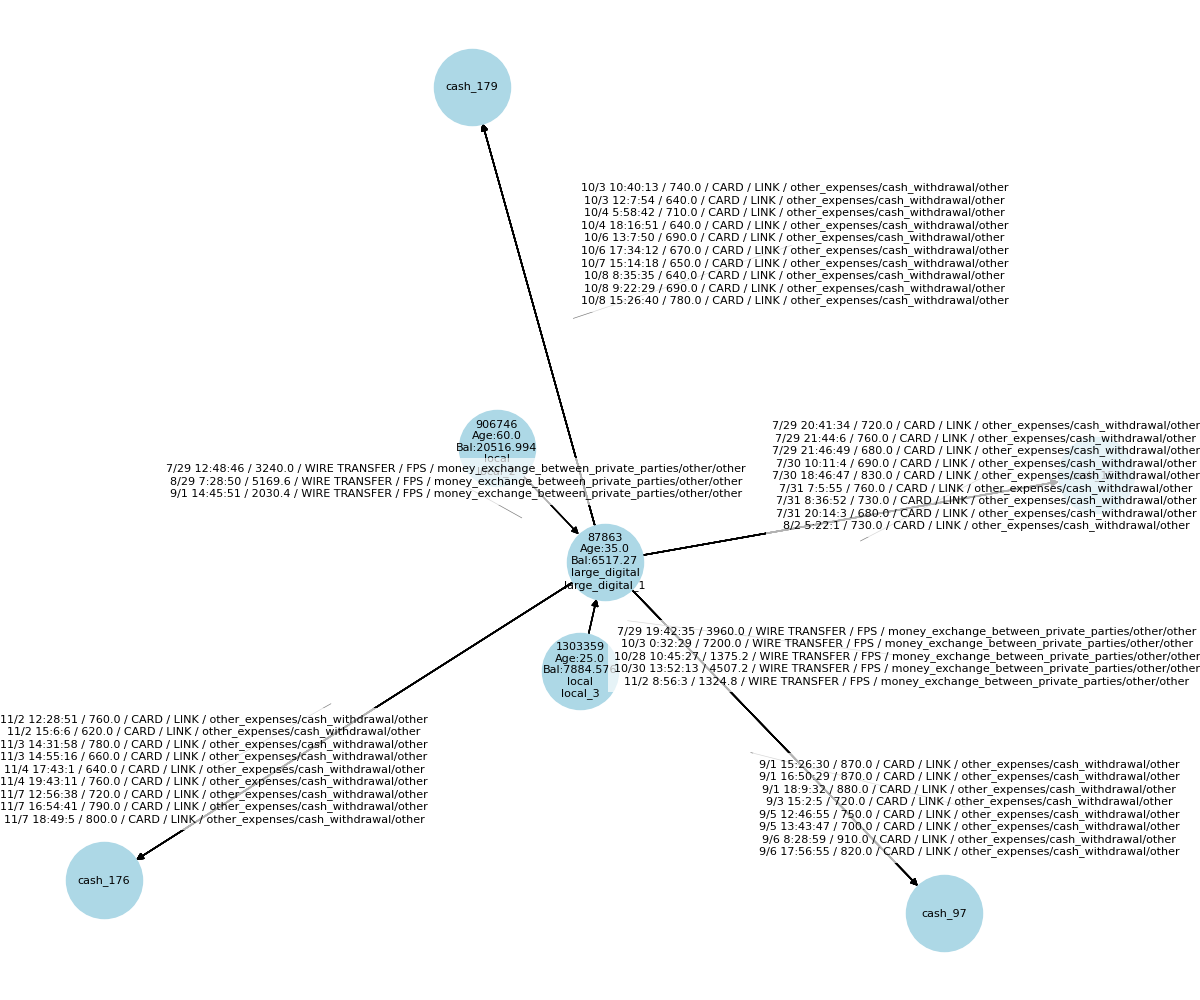 cash_179
10/3 10:40:13 / 740.0 / CARD / LINK / other_expenses/cash_withdrawal/other
10/3 12:7:54 / 640.0 / CARD / LINK / other_expenses/cash_withdrawal/other
10/4 5:58:42 / 710.0 / CARD / LINK / other_expenses/cash_withdrawal/other
10/4 18:16:51 / 640.0 / CARD / LINK / other_expenses/cash_withdrawal/other
10/6 13:7:50 / 690.0 / CARD / LINK / other_expenses/cash_withdrawal/other
10/6 17:34:12 / 670.0 / CARD / LINK / other_expenses/cash_withdrawal/other
10/7 15:14:18 / 650.0 / CARD / LINK / other_expenses/cash_withdrawal/other
10/8 8:35:35 / 640.0 / CARD / LINK / other_expenses/cash_withdrawal/other
10/8 9:22:29 / 690.0 / CARD / LINK / other_expenses/cash_withdrawal/other
10/8 15:26:40 / 780.0 / CARD / LINK / other_expenses/cash_withdrawal/other
906746
Age:60.0
Bal:20516.994
local
7/29 12:48:46 / 3240.0 / WIRE TRANSFER / FPS / money_exchange_between_private_parties/other/other
8/29 7:28:50 / 5169.6 / WIRE TRANSFER / FPS / money_exchange_between_private_parties/other/other
9/1 14:45:51 / 2030.4 / WIRE TRANSFER / FPS / money_exchange_between_private_parties/other/other
7/29 20:41:34 / 720.0 / CARD / LINK / other_expenses/cash_withdrawal/other
7/29 21:44:6 / 760.0 / CARD / LINK / other_expenses/cash_withdrawal/other
7/29 21:46:49 / 680.0 / CARD / LINK / other_expenses/cash_withdrawal/other
7/30 10:11:4 / 690.0 / CARD / LINK / other_expenses/cash_withdrawal/other
7/30 18:46:47 / 830.0 / CARD / LINK / other_expenses/cash_withdrawal/other
7/31 7:5:55 / 760.0 / CARD / LINK / other_expenses/cash_withdrawal/other
7/31 8:36:52 / 730.0 / CARD / LINK / other_expenses/cash_withdrawal/other
7/31 20:14:3 / 680.0 / CARD / LINK / other_expenses/cash_withdrawal/other
8/2 5:22:1 / 730.0 / CARD / LINK / other_expenses/cash_withdrawal/other
87863
Age:35.0
Bal:6517.27
large_digital
large_digital_1
1303359
Age:25.0
Bal:7884.576
local
local_3
7/29 19:42:35 / 3960.0 / WIRE TRANSFER / FPS / money_exchange_between_private_parties/other/other
10/3 0:32:29 / 7200.0 / WIRE TRANSFER / FPS / money_exchange_between_private_parties/other/other
10/28 10:45:27 / 1375.2 / WIRE TRANSFER / FPS / money_exchange_between_private_parties/other/other
10/30 13:52:13 / 4507.2 / WIRE TRANSFER / FPS / money_exchange_between_private_parties/other/other
11/2 8:56:3 / 1324.8 / WIRE TRANSFER / FPS / money_exchange_between_private_parties/other/other
11/2 12:28:51 / 760.0 / CARD / LINK / other_expenses/cash_withdrawal/other
11/2 15:6:6 / 620.0 / CARD / LINK / other_expenses/cash_withdrawal/other
11/3 14:31:58 / 780.0 / CARD / LINK / other_expenses/cash_withdrawal/other
11/3 14:55:16 / 660.0 / CARD / LINK / other_expenses/cash_withdrawal/other
11/4 17:43:1 / 640.0 / CARD / LINK / other_expenses/cash_withdrawal/other
11/4 19:43:11 / 760.0 / CARD / LINK / other_expenses/cash_withdrawal/other
11/7 12:56:38 / 720.0 / CARD / LINK / other_expenses/cash_withdrawal/other
11/7 16:54:41 / 790.0 / CARD / LINK / other_expenses/cash_withdrawal/other
11/7 18:49:5 / 800.0 / CARD / LINK / other_expenses/cash_withdrawal/other
9/1 15:26:30 / 870.0 / CARD / LINK / other_expenses/cash_withdrawal/other
9/1 16:50:29 / 870.0 / CARD / LINK / other_expenses/cash_withdrawal/other
9/1 18:9:32 / 880.0 / CARD / LINK / other_expenses/cash_withdrawal/other
9/3 15:2:5 / 720.0 / CARD / LINK / other_expenses/cash_withdrawal/other
9/5 12:46:55 / 750.0 / CARD / LINK / other_expenses/cash_withdrawal/other
9/5 13:43:47 / 700.0 / CARD / LINK / other_expenses/cash_withdrawal/other
9/6 8:28:59 / 910.0 / CARD / LINK / other_expenses/cash_withdrawal/other
9/6 17:56:55 / 820.0 / CARD / LINK / other_expenses/cash_withdrawal/other
cash_176
cash_97